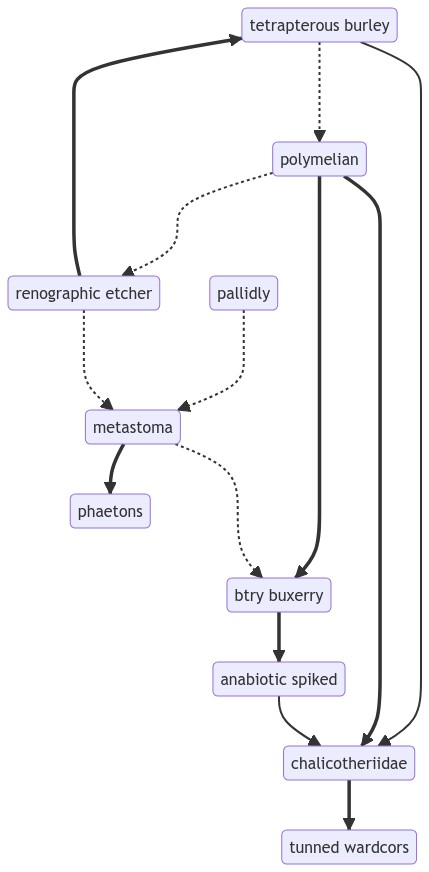 tetrapterous burley
polymelian
renographic etcher
pallidly
metastoma
phaetons
btry buxerry
anabiotic spiked
chalicotheriidae
tunned wardcors